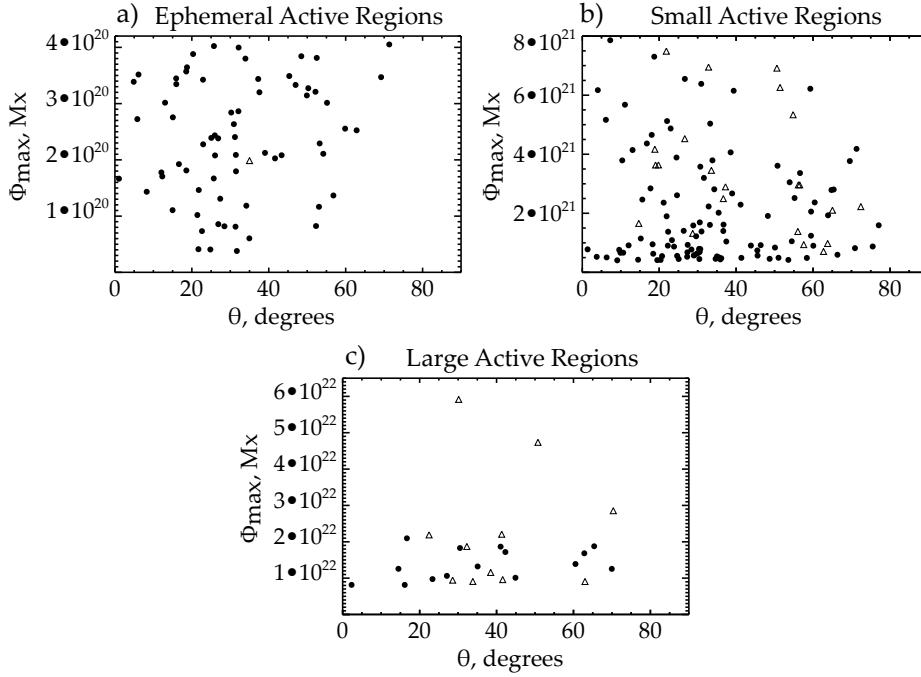 a) Ephemeral Active Regions
4•10^20
3•10^20
2•10^20
1•10^20
Φmax, Mx
0 20 40 60 80
θ, degrees
b) Small Active Regions
8•10^21
6•10^21
4•10^21
2•10^21
Φmax, Mx
0 20 40 60 80
θ, degrees
c) Large Active Regions
6•10^22
5•10^22
4•10^22
3•10^22
2•10^22
1•10^22
Φmax, Mx
0 20 40 60 80
θ, degrees